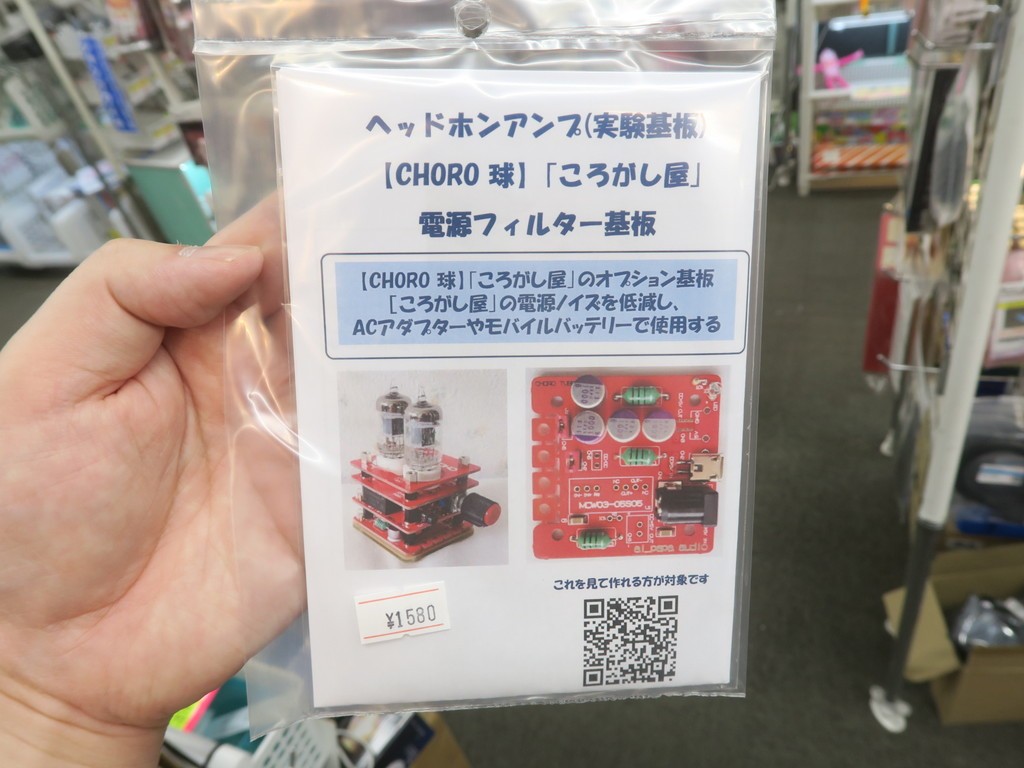 ヘッドホンアンプ(実験基板)
【CHORO 球】「ころがし屋」
電源フィルター基板
【CHORO 球】「ころがし屋」のオプション基板
「ころがし屋」の電源ノイズを低減し、
ACアダプターやモバイルバッテリーで使用する
MCW03-05S05
これを見て作れる方が対象です
¥1580